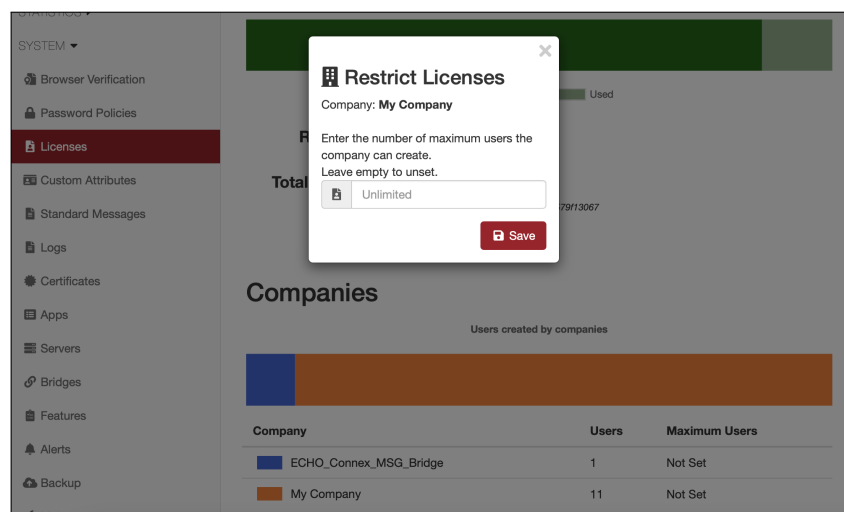 SYSTEM
Browser Verification
Password Policies
Licenses
Custom Attributes
Standard Messages
Logs
Certificates
Apps
Servers
Bridges
Features
Alerts
Backup
Used
Total
79f13067
Restrict Licenses
Company: My Company
Enter the number of maximum users the
company can create.
Leave empty to unset.
Unlimited
Save
Companies
Users created by companies
Company Users Maximum Users
ECHO_Connex_MSG_Bridge 1 Not Set
My Company 11 Not Set